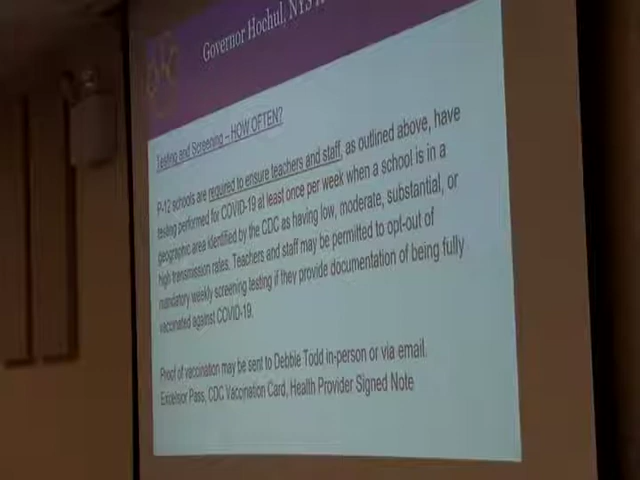 Governor Hochul, NYS
Testing and Screening – HOW OFTEN?
P-12 schools are required to ensure teachers and staff, as outlined above, have
testing performed for COVID-19 at least once per week when a school is in a
geographic area identified by the CDC as having low, moderate, substantial, or
high transmission rates. Teachers and staff may be permitted to opt-out of
mandatory weekly screening testing if they provide documentation of being fully
vaccinated against COVID-19.
Proof of vaccination may be sent to Debbie Todd in-person or via email.
Excelsior Pass, CDC Vaccination Card, Health Provider Signed Note